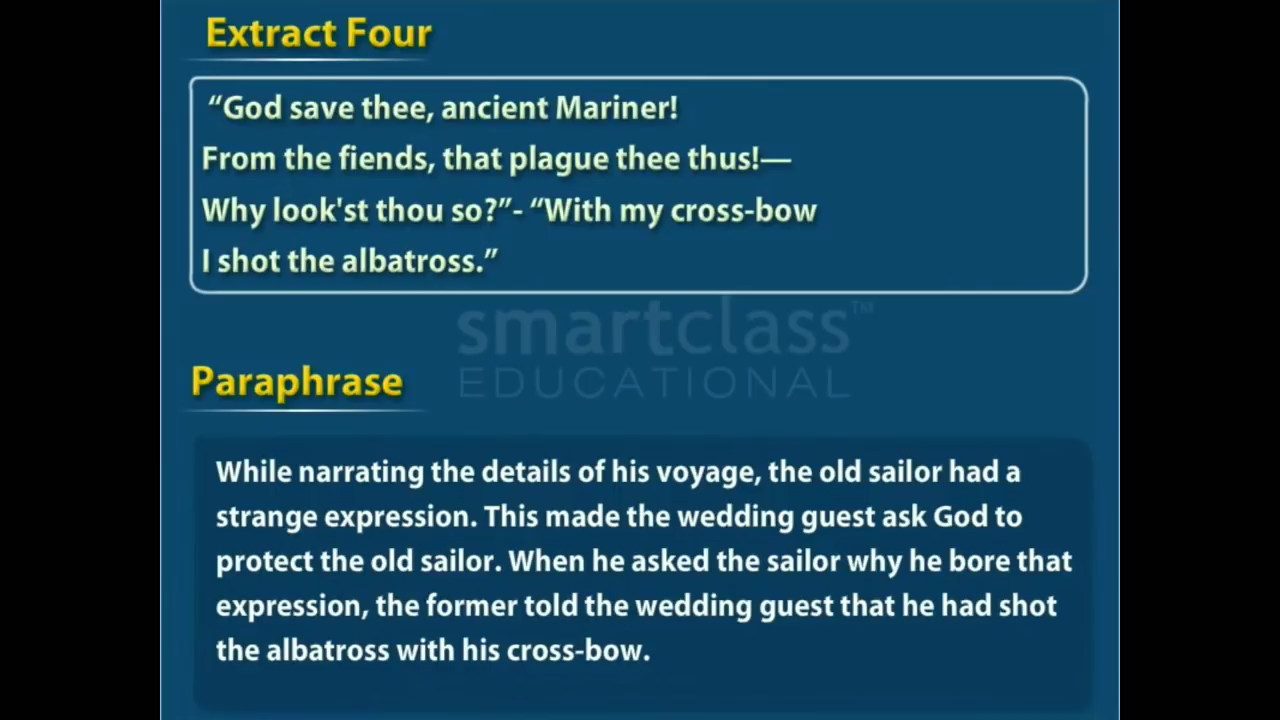 Extract Four
“God save thee, ancient Mariner!
From the fiends, that plague thee thus!—
Why look'st thou so?”- “With my cross-bow
I shot the albatross.”
smartclass™
EDUCATIONAL
Paraphrase
While narrating the details of his voyage, the old sailor had a
strange expression. This made the wedding guest ask God to
protect the old sailor. When he asked the sailor why he bore that
expression, the former told the wedding guest that he had shot
the albatross with his cross-bow.